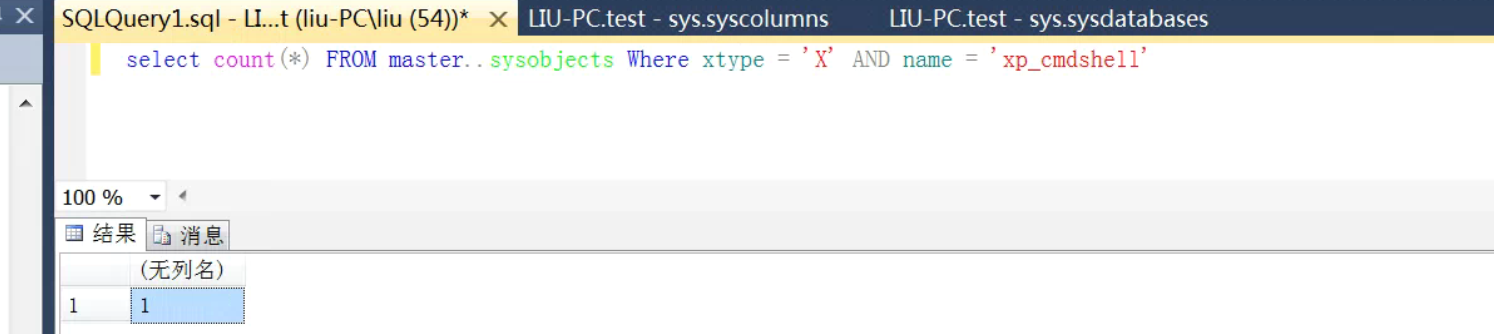 SQLQuery1.sql - LI...t (liu-PC\liu (54))* LIU-PC.test - sys.syscolumns LIU-PC.test - sys.sysdatabases
select count(*) FROM master..sysobjects Where xtype = 'X' AND name = 'xp_cmdshell'
100 %
结果 消息
(无列名)
1 1